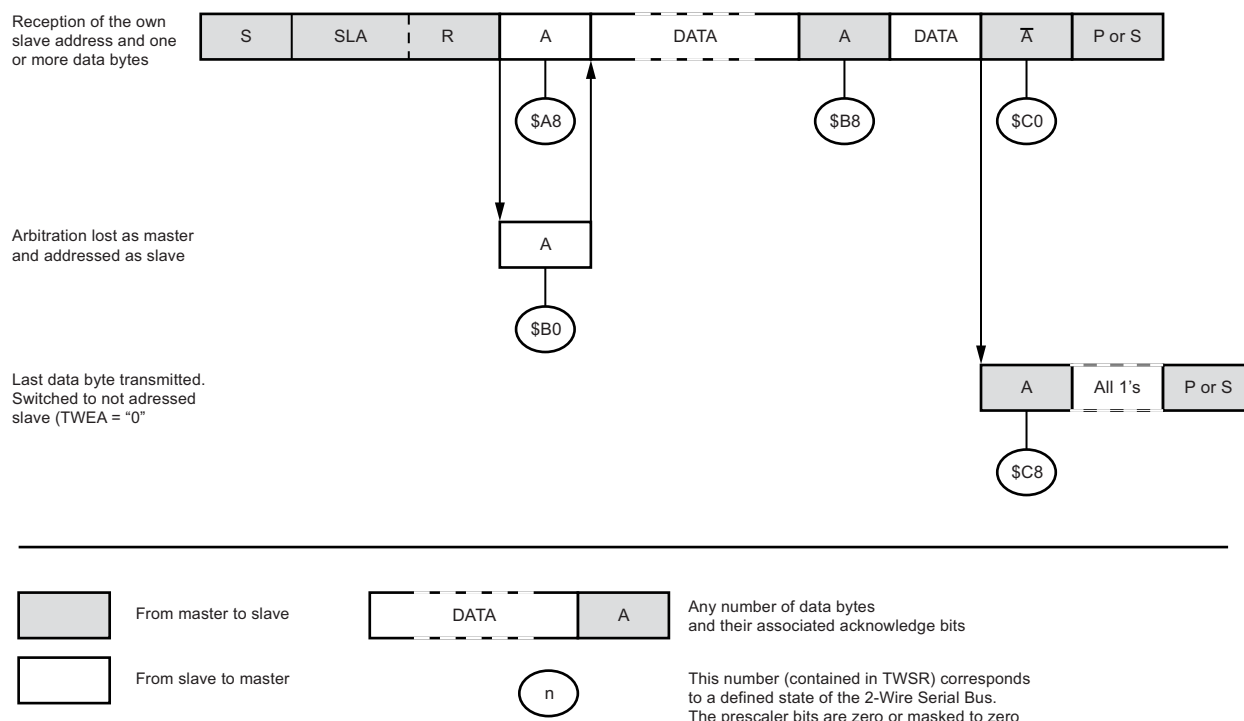 Reception of the own
slave address and one
or more data bytes
S SLA R A DATA A DATA A̅ P or S
$A8 $B8 $C0
Arbitration lost as master
and addressed as slave
A
$B0
Last data byte transmitted.
Switched to not adressed
slave (TWEA = “0”
A All 1's P or S
$C8
From master to slave
DATA A
Any number of data bytes
and their associated acknowledge bits
From slave to master
n
This number (contained in TWSR) corresponds
to a defined state of the 2-Wire Serial Bus.
The prescaler bits are zero or masked to zero